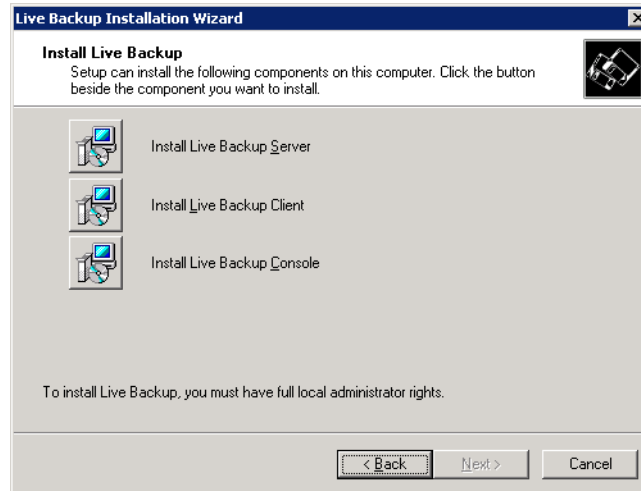 Live Backup Installation Wizard
Install Live Backup
Setup can install the following components on this computer. Click the button
beside the component you want to install.
Install Live Backup Server
Install Live Backup Client
Install Live Backup Console
To install Live Backup, you must have full local administrator rights.
< Back Next > Cancel